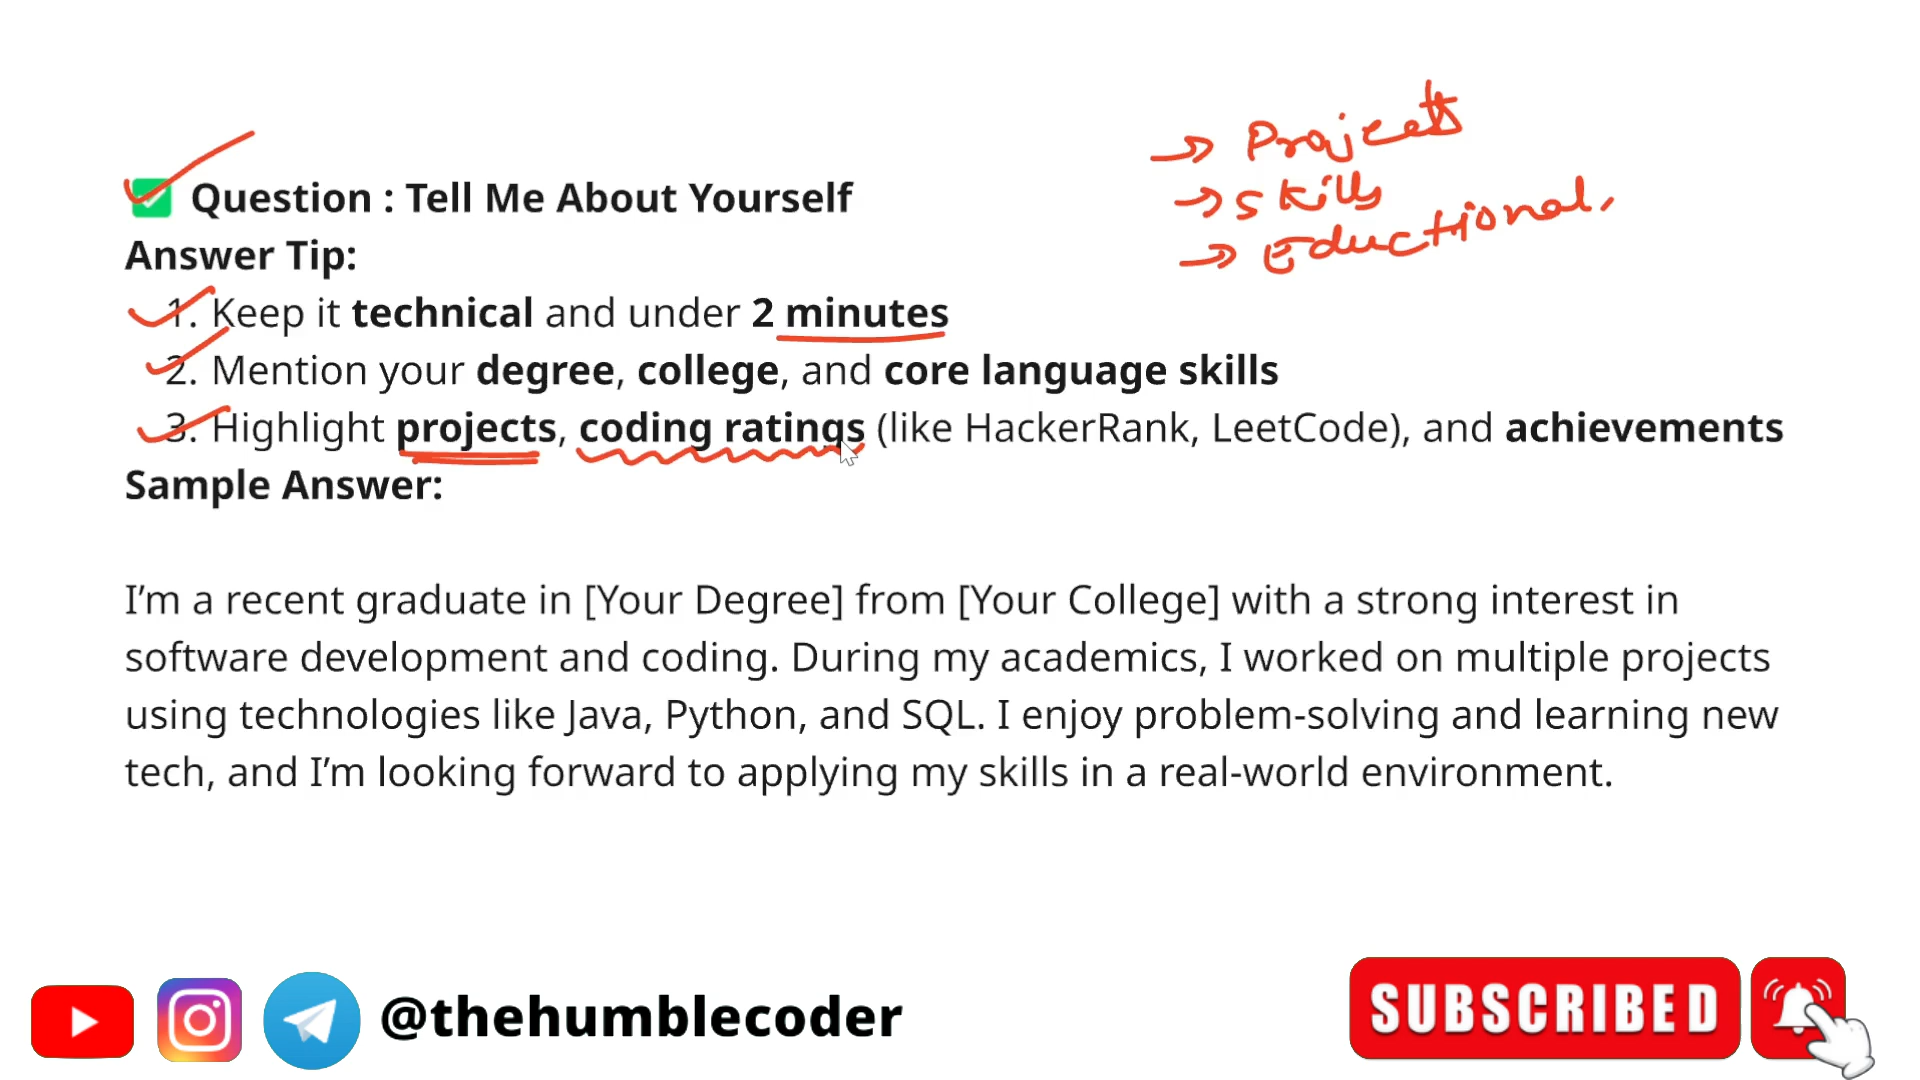 → Projects
→ skills
→ Eductional,
✅ Question : Tell Me About Yourself
Answer Tip:
1. Keep it technical and under 2 minutes
2. Mention your degree, college, and core language skills
3. Highlight projects, coding ratings (like HackerRank, LeetCode), and achievements
Sample Answer:
I’m a recent graduate in [Your Degree] from [Your College] with a strong interest in
software development and coding. During my academics, I worked on multiple projects
using technologies like Java, Python, and SQL. I enjoy problem-solving and learning new
tech, and I’m looking forward to applying my skills in a real-world environment.
@thehumblecoder
SUBSCRIBED